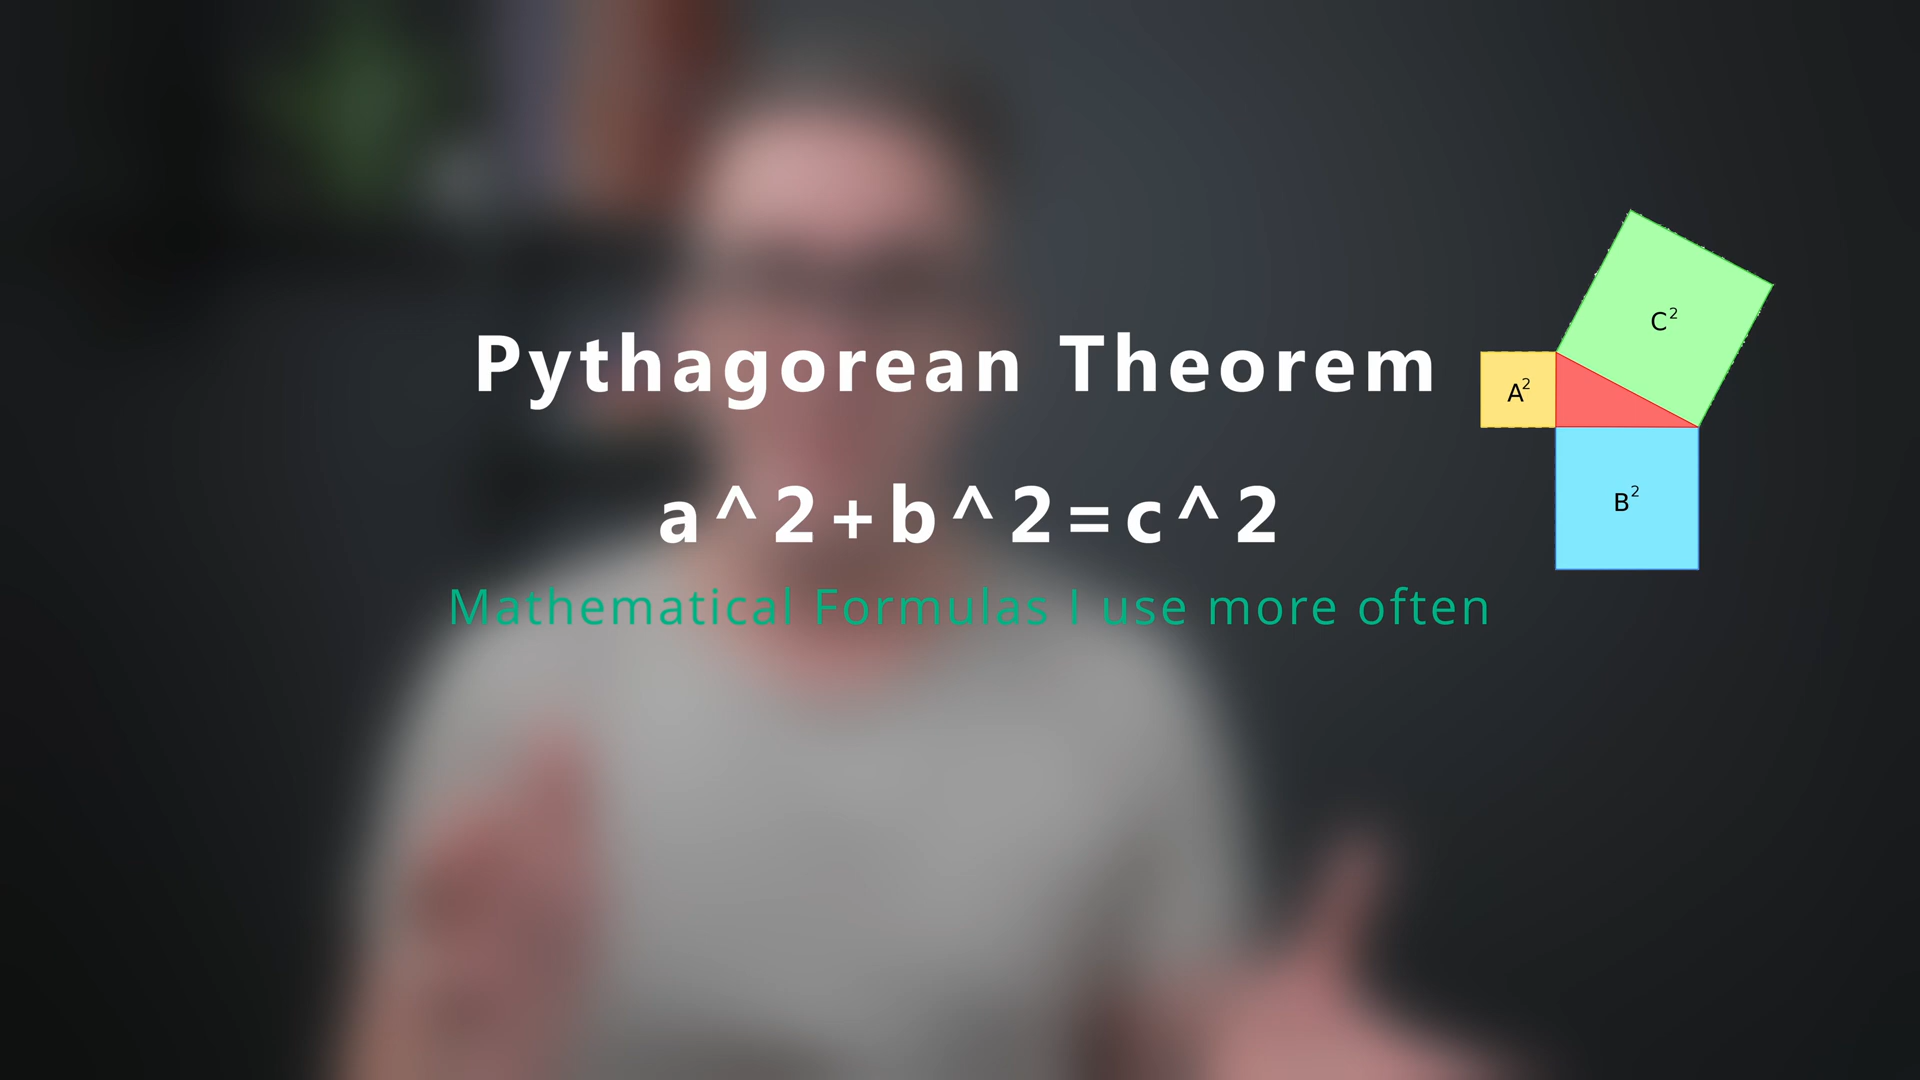 Pythagorean Theorem
a^2+b^2=c^2
Mathematical Formulas I use more often
C²
A²
B²